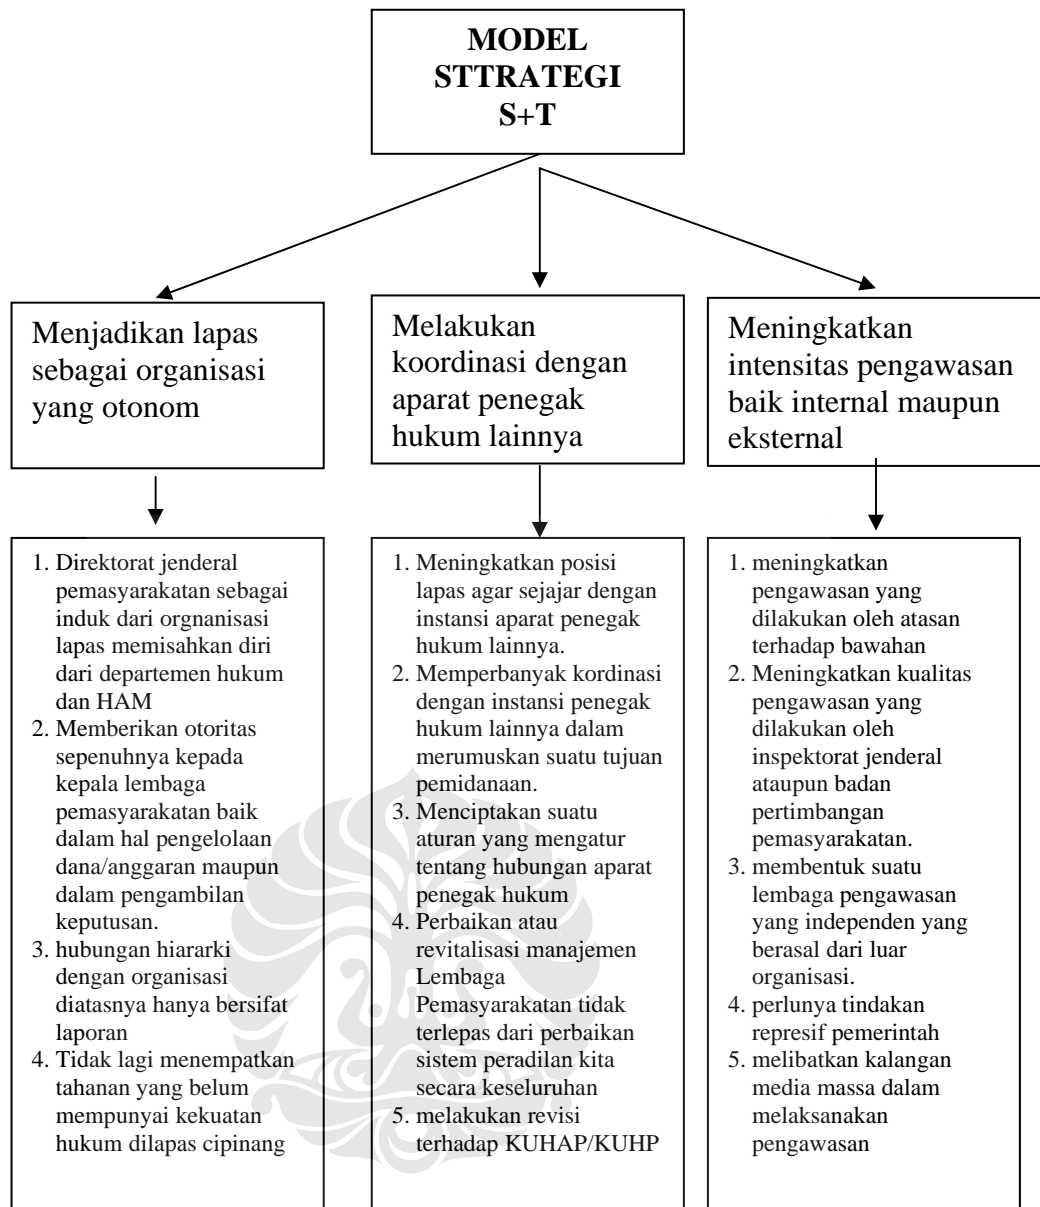 MODEL
STTRATEGI
S+T
Menjadikan lapas
sebagai organisasi
yang otonom
Melakukan
koordinasi dengan
aparat penegak
hukum lainnya
Meningkatkan
intensitas pengawasan
baik internal maupun
eksternal
1. Direktorat jenderal
pemasyarakatan sebagai
induk dari orgnanisasi
lapas memisahkan diri
dari departemen hukum
dan HAM
2. Memberikan otoritas
sepenuhnya kepada
kepala lembaga
pemasyarakatan baik
dalam hal pengelolaan
dana/anggaran maupun
dalam pengambilan
keputusan.
3. hubungan hiararki
dengan organisasi
diatasnya hanya bersifat
laporan
4. Tidak lagi menempatkan
tahanan yang belum
mempunyai kekuatan
hukum dilapas cipinang
1. Meningkatkan posisi
lapas agar sejajar dengan
instansi aparat penegak
hukum lainnya.
2. Memperbanyak kordinasi
dengan instansi penegak
hukum lainnya dalam
merumuskan suatu tujuan
pemidanaan.
3. Menciptakan suatu
aturan yang mengatur
tentang hubungan aparat
penegak hukum
4. Perbaikan atau
revitalisasi manajemen
Lembaga
Pemasyarakatan tidak
terlepas dari perbaikan
sistem peradilan kita
secara keseluruhan
5. melakukan revisi
terhadap KUHAP/KUHP
1. meningkatkan
pengawasan yang
dilakukan oleh atasan
terhadap bawahan
2. Meningkatkan kualitas
pengawasan yang
dilakukan oleh
inspektorat jenderal
ataupun badan
pertimbangan
pemasyarakatan.
3. membentuk suatu
lembaga pengawasan
yang independen yang
berasal dari luar
organisasi.
4. perlunya tindakan
represif pemerintah
5. melibatkan kalangan
media massa dalam
melaksanakan
pengawasan